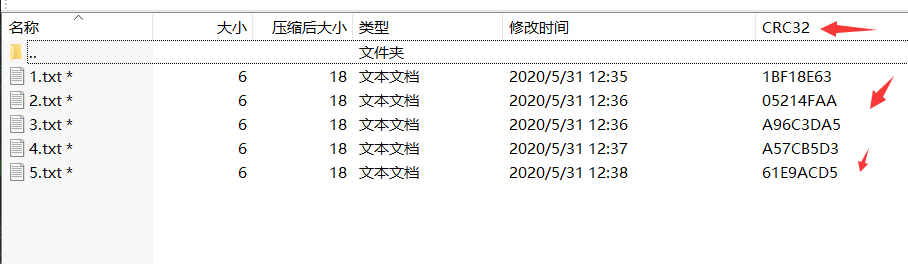 名称 大小 压缩后大小 类型 修改时间 CRC32
.. 文件夹
1.txt * 6 18 文本文档 2020/5/31 12:35 1BF18E63
2.txt * 6 18 文本文档 2020/5/31 12:36 05214FAA
3.txt * 6 18 文本文档 2020/5/31 12:36 A96C3DA5
4.txt * 6 18 文本文档 2020/5/31 12:37 A57CB5D3
5.txt * 6 18 文本文档 2020/5/31 12:38 61E9ACD5